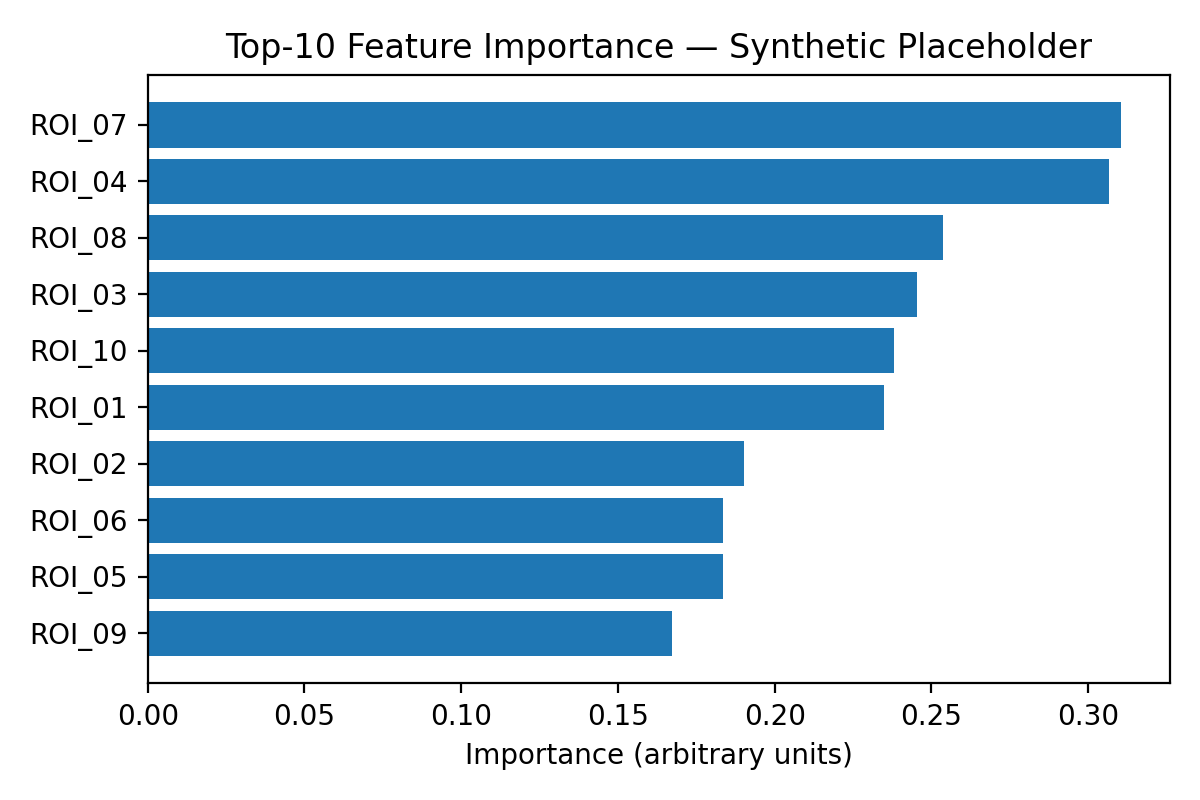 Top-10 Feature Importance — Synthetic Placeholder
ROI_07
ROI_04
ROI_08
ROI_03
ROI_10
ROI_01
ROI_02
ROI_06
ROI_05
ROI_09
0.00 0.05 0.10 0.15 0.20 0.25 0.30
Importance (arbitrary units)